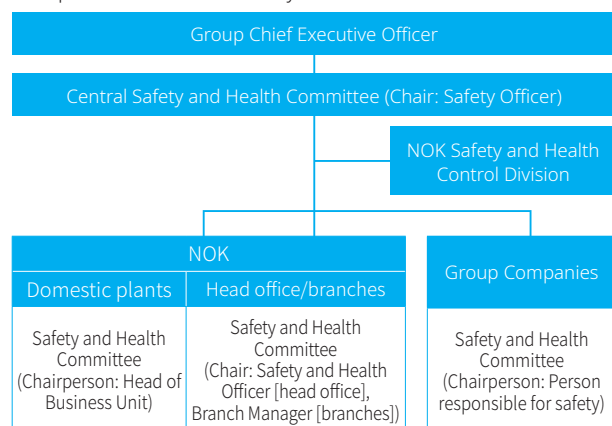 Group Chief Executive Officer
Central Safety and Health Committee (Chair: Safety Officer)
NOK Safety and Health
Control Division
NOK
Domestic plants
Head office/branches
Group Companies
Safety and Health
Committee
(Chairperson: Head of
Business Unit)
Safety and Health
Committee
(Chair: Safety and Health
Officer [head office],
Branch Manager [branches])
Safety and Health
Committee
(Chairperson: Person
responsible for safety)